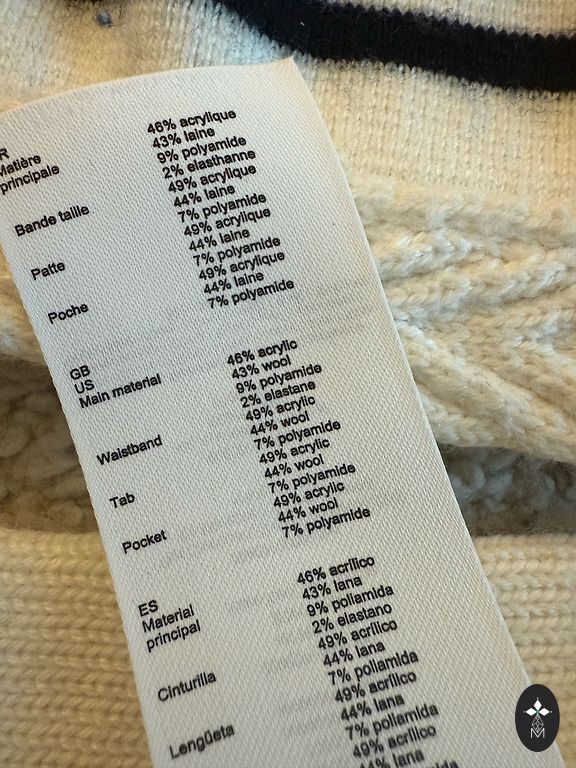 R
Matière
principale
46% acrylique
43% laine
9% polyamide
2% elasthanne
Bande taille
49% acrylique
44% laine
7% polyamide
Patte
49% acrylique
44% laine
7% polyamide
Poche
49% acrylique
44% laine
7% polyamide
GB
US
Main material
46% acrylic
43% wool
9% polyamide
2% elastane
Waistband
49% acrylic
44% wool
7% polyamide
Tab
49% acrylic
44% wool
7% polyamide
Pocket
49% acrylic
44% wool
7% polyamide
ES
Material
principal
46% acrílico
43% lana
9% poliamida
2% elastano
Cinturilla
49% acrílico
44% lana
7% poliamida
Lengüeta
49% acrílico
44% lana
7% poliamida
49% acrílico
44% lana
M